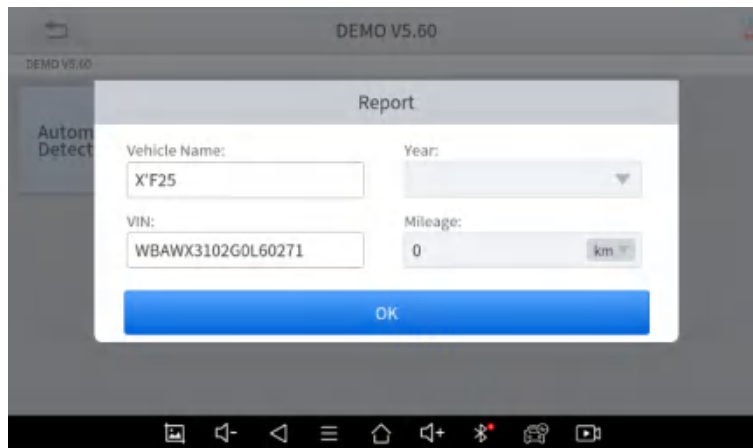 DEMO V5.60
DEMO V5.60
Autom
Detect
Report
Vehicle Name:
Year:
X'F25
VIN:
Mileage:
WBAWX3102G0L60271
0
km
OK